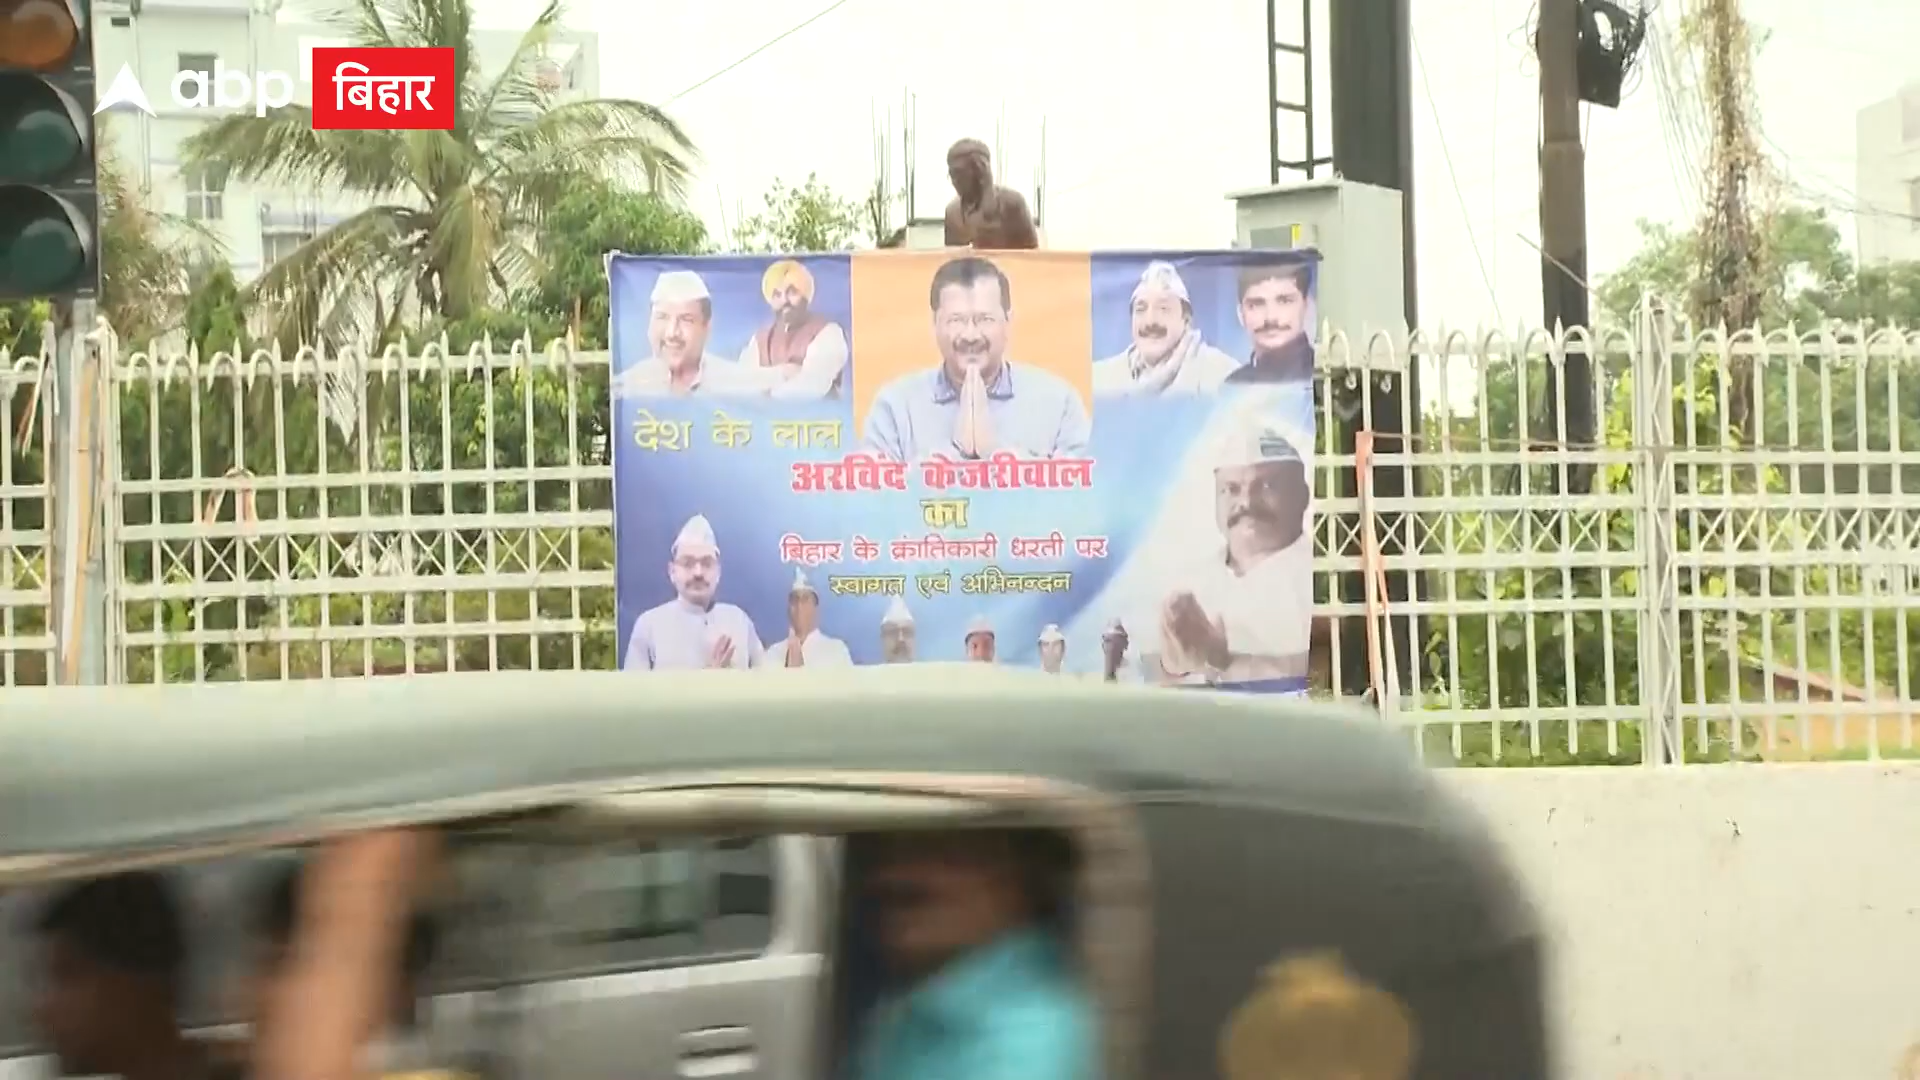 abp बिहार
देश के लाल
अरविंद केजरीवाल
का
बिहार के क्रांतिकारी धरती पर
स्वागत एवं अभिनन्दन